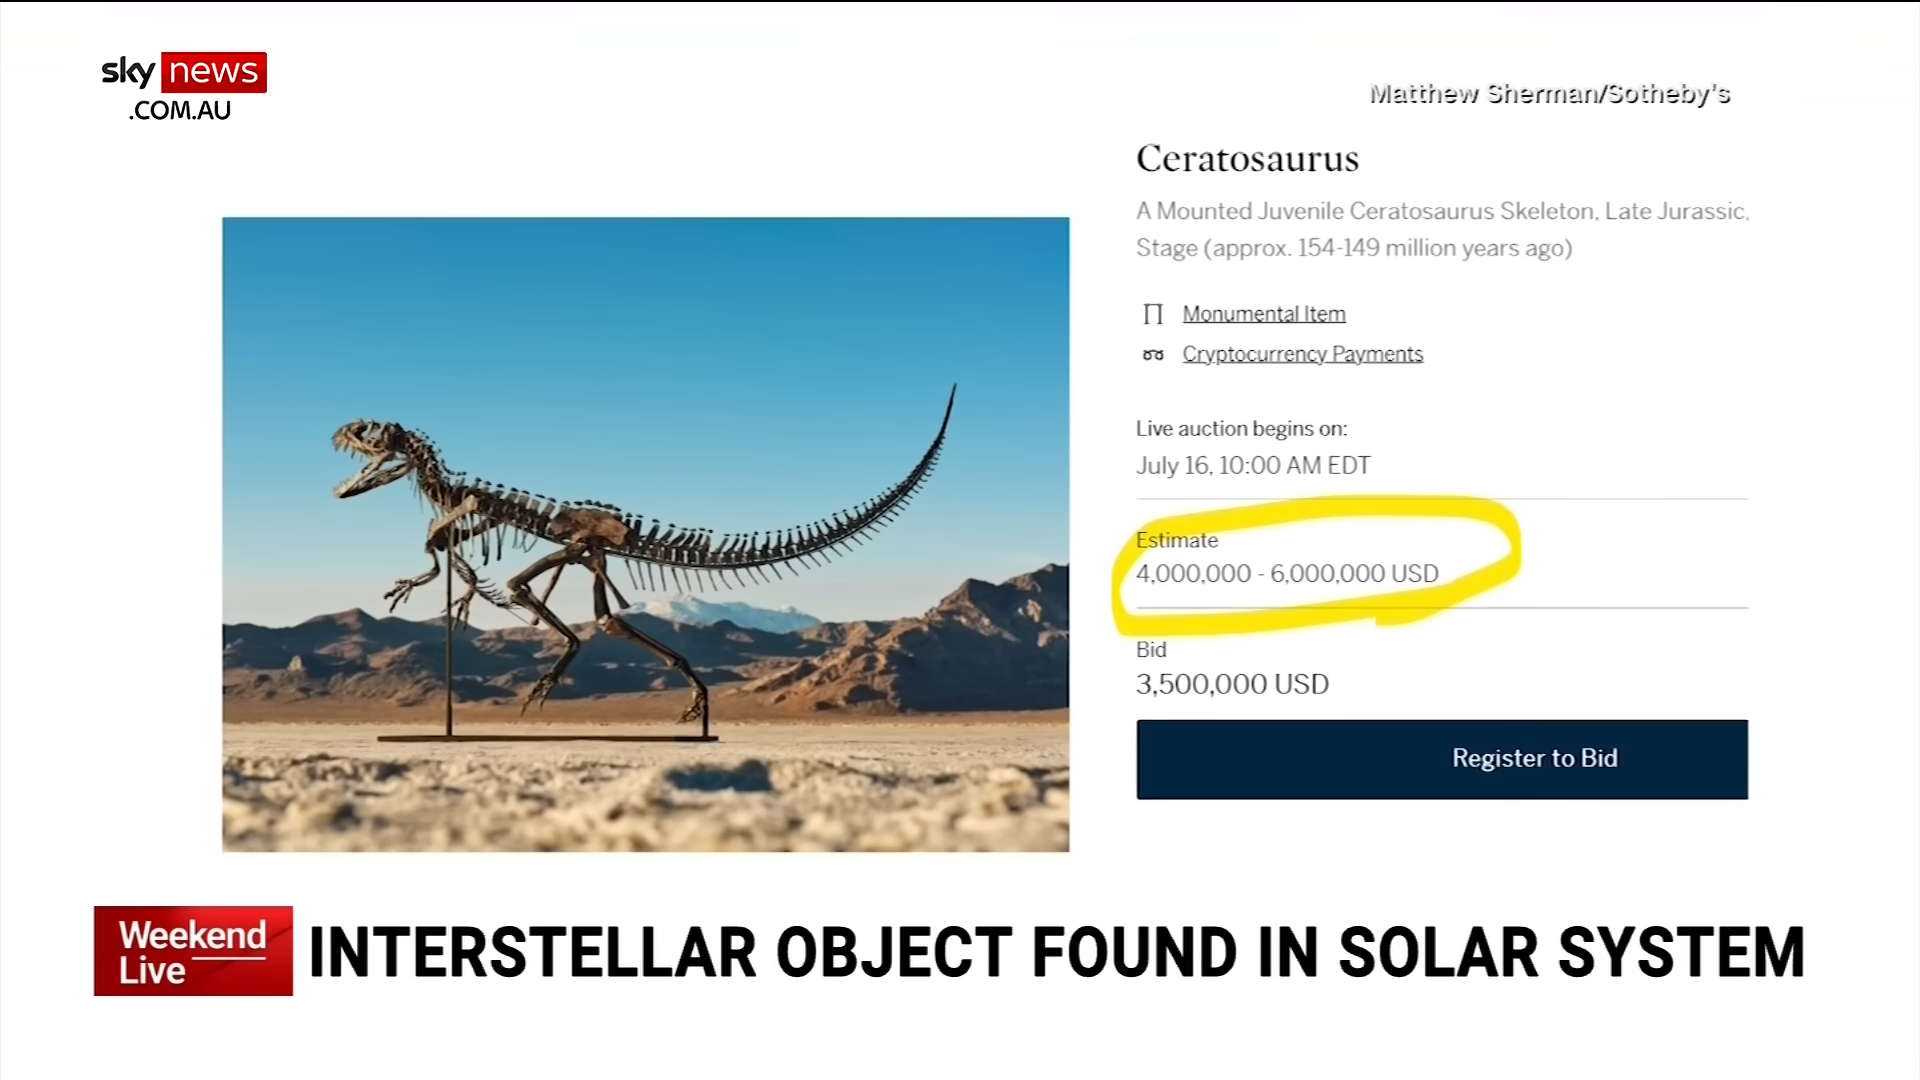 sky news
.COM.AU
Matthew Sherman/Sotheby's
Ceratosaurus
A Mounted Juvenile Ceratosaurus Skeleton, Late Jurassic,
Stage (approx. 154-149 million years ago)
Monumental Item
Cryptocurrency Payments
Live auction begins on:
July 16, 10:00 AM EDT
Estimate
4,000,000 - 6,000,000 USD
Bid
3,500,000 USD
Register to Bid
Weekend
Live
INTERSTELLAR OBJECT FOUND IN SOLAR SYSTEM